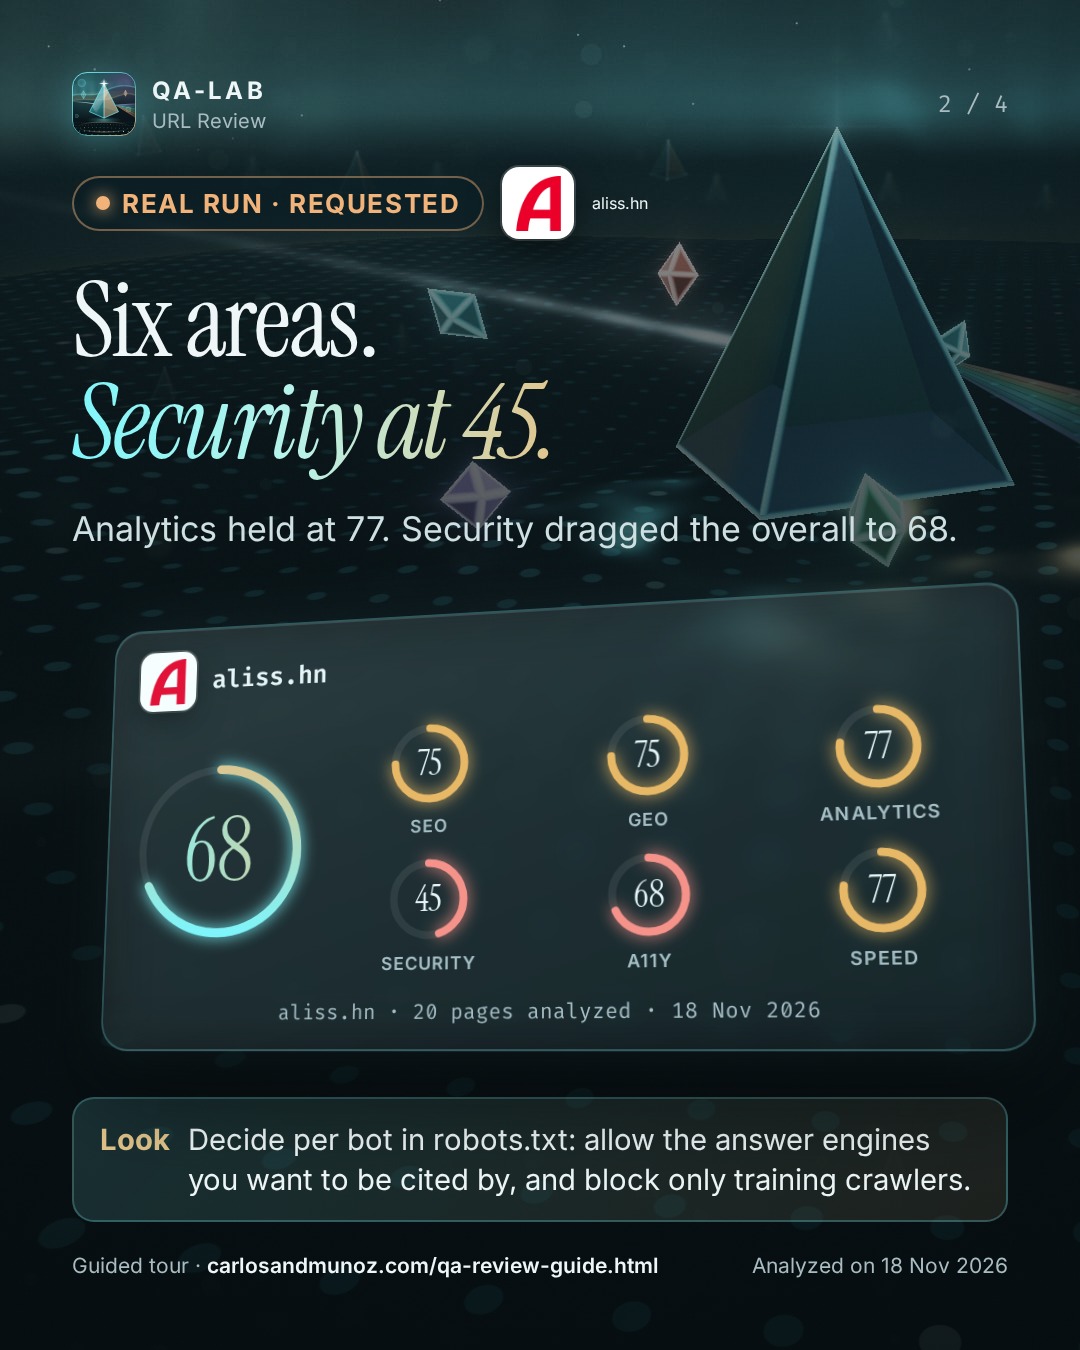 QA-LAB
URL Review
2 / 4
REAL RUN · REQUESTED
A
aliss.hn
Six areas.
Security at 45.
Analytics held at 77. Security dragged the overall to 68.
A
aliss.hn
68
75
SEO
75
GEO
77
ANALYTICS
45
SECURITY
68
A11Y
77
SPEED
aliss.hn · 20 pages analyzed · 18 Nov 2026
Look Decide per bot in robots.txt: allow the answer engines
you want to be cited by, and block only training crawlers.
Guided tour · carlosandmunoz.com/qa-review-guide.html
Analyzed on 18 Nov 2026